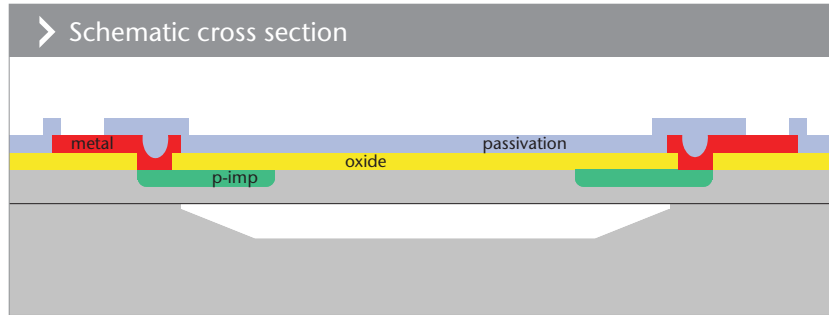 Schematic cross section
metal
passivation
oxide
p-imp